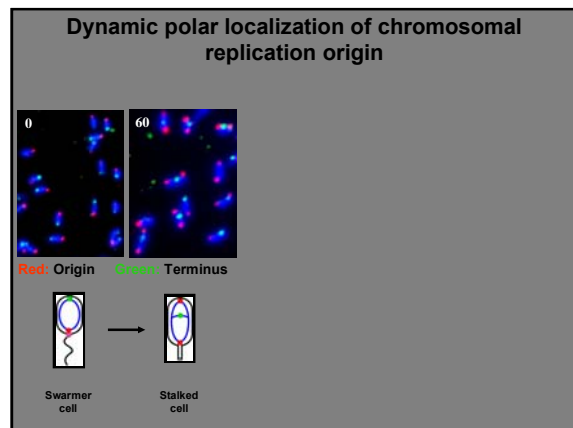 Dynamic polar localization of chromosomal
replication origin
0
60
Red: Origin
Green: Terminus
Swarmer
cell
Stalked
cell